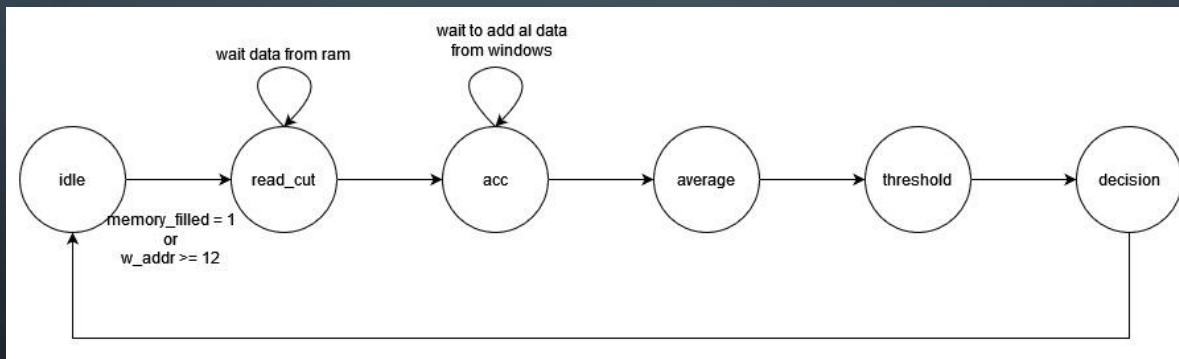 wait data from ram
wait to add al data
from windows
idle
read_cut
acc
average
threshold
decision
memory_filled = 1
or
w_addr >= 12